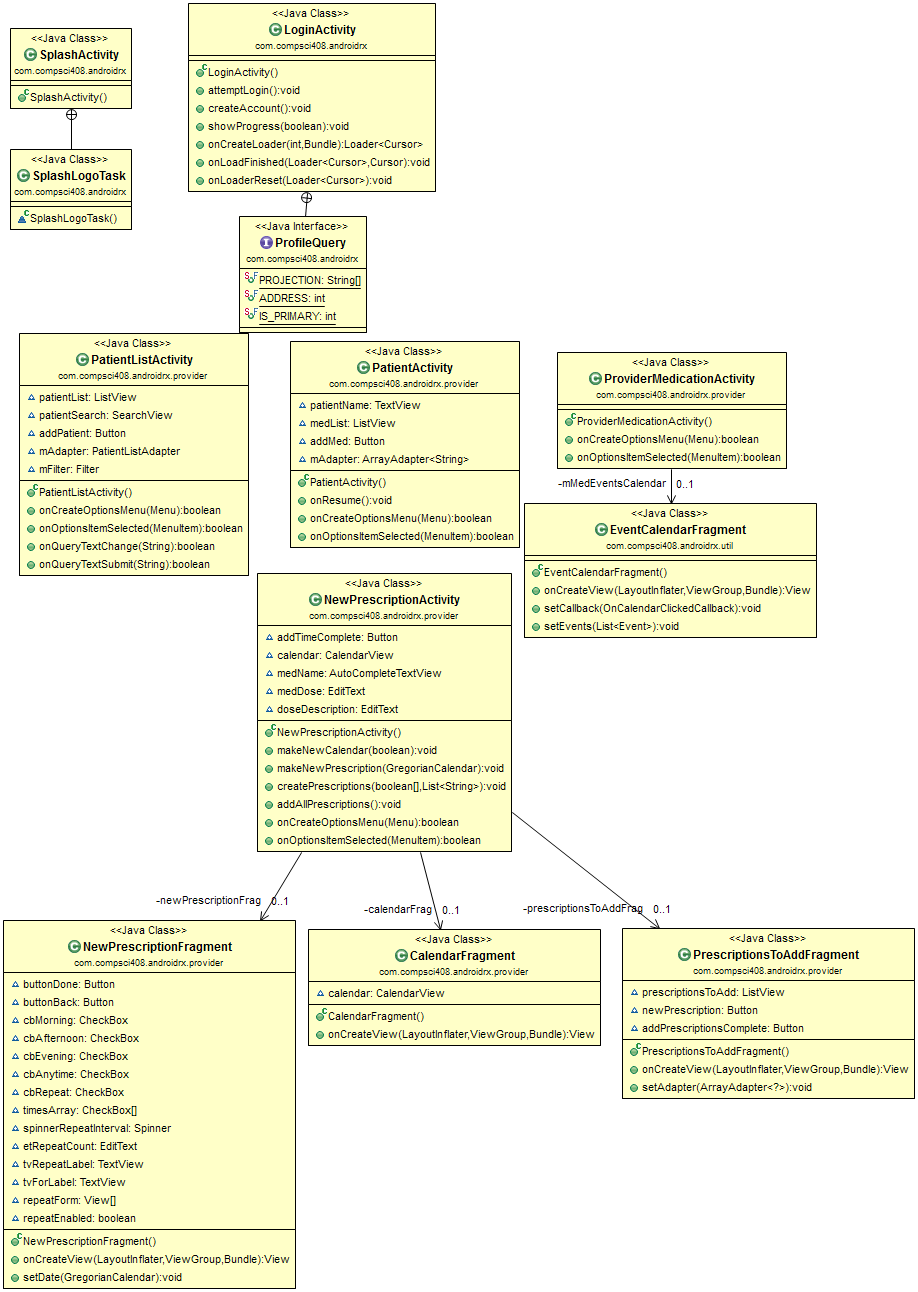 <<Java Class>>
SplashActivity
com.compsci408.androidrx
SplashActivity()
<<Java Class>>
SplashLogoTask
com.compsci408.androidrx
SplashLogoTask()
<<Java Class>>
LoginActivity
com.compsci408.androidrx
LoginActivity()
attemptLogin():void
createAccount():void
showProgress(boolean):void
onCreateLoader(int,Bundle):Loader<Cursor>
onLoadFinished(Loader<Cursor>,Cursor):void
onLoaderReset(Loader<Cursor>):void
<<Java Interface>>
ProfileQuery
com.compsci408.androidrx
PROJECTION: String[]
ADDRESS: int
IS_PRIMARY: int
<<Java Class>>
PatientListActivity
com.compsci408.androidrx.provider
patientList: ListView
patientSearch: SearchView
addPatient: Button
mAdapter: PatientListAdapter
mFilter: Filter
PatientListActivity()
onCreateOptionsMenu(Menu):boolean
onOptionsItemSelected(MenuItem):boolean
onQueryTextChange(String):boolean
onQueryTextSubmit(String):boolean
<<Java Class>>
PatientActivity
com.compsci408.androidrx.provider
patientName: TextView
medList: ListView
addMed: Button
mAdapter: ArrayAdapter<String>
PatientActivity()
onResume():void
onCreateOptionsMenu(Menu):boolean
onOptionsItemSelected(MenuItem):boolean
<<Java Class>>
ProviderMedicationActivity
com.compsci408.androidrx.provider
ProviderMedicationActivity()
onCreateOptionsMenu(Menu):boolean
onOptionsItemSelected(MenuItem):boolean
-mMedEventsCalendar 0..1
<<Java Class>>
EventCalendarFragment
com.compsci408.androidrx.util
EventCalendarFragment()
onCreateView(LayoutInflater,ViewGroup,Bundle):View
setCallback(OnCalendarClickedCallback):void
setEvents(List<Event>):void
<<Java Class>>
NewPrescriptionActivity
com.compsci408.androidrx.provider
addTimeComplete: Button
calendar: CalendarView
medName: AutoCompleteTextView
medDose: EditText
doseDescription: EditText
NewPrescriptionActivity()
makeNewCalendar(boolean):void
makeNewPrescription(GregorianCalendar):void
createPrescriptions(boolean[],List<String>):void
addAllPrescriptions():void
onCreateOptionsMenu(Menu):boolean
onOptionsItemSelected(MenuItem):boolean
-newPrescriptionFrag 0..1
-calendarFrag 0..1
-prescriptionsToAddFrag 0..1
<<Java Class>>
NewPrescriptionFragment
com.compsci408.androidrx.provider
buttonDone: Button
buttonBack: Button
cbMorning: CheckBox
cbAfternoon: CheckBox
cbEvening: CheckBox
cbAnytime: CheckBox
cbRepeat: CheckBox
timesArray: CheckBox[]
spinnerRepeatInterval: Spinner
etRepeatCount: EditText
tvRepeatLabel: TextView
tvForLabel: TextView
repeatForm: View[]
repeatEnabled: boolean
NewPrescriptionFragment()
onCreateView(LayoutInflater,ViewGroup,Bundle):View
setDate(GregorianCalendar):void
<<Java Class>>
CalendarFragment
com.compsci408.androidrx.provider
calendar: CalendarView
CalendarFragment()
onCreateView(LayoutInflater,ViewGroup,Bundle):View
<<Java Class>>
PrescriptionsToAddFragment
com.compsci408.androidrx.provider
prescriptionsToAdd: ListView
newPrescription: Button
addPrescriptionsComplete: Button
PrescriptionsToAddFragment()
onCreateView(LayoutInflater,ViewGroup,Bundle):View
setAdapter(ArrayAdapter<?>):void